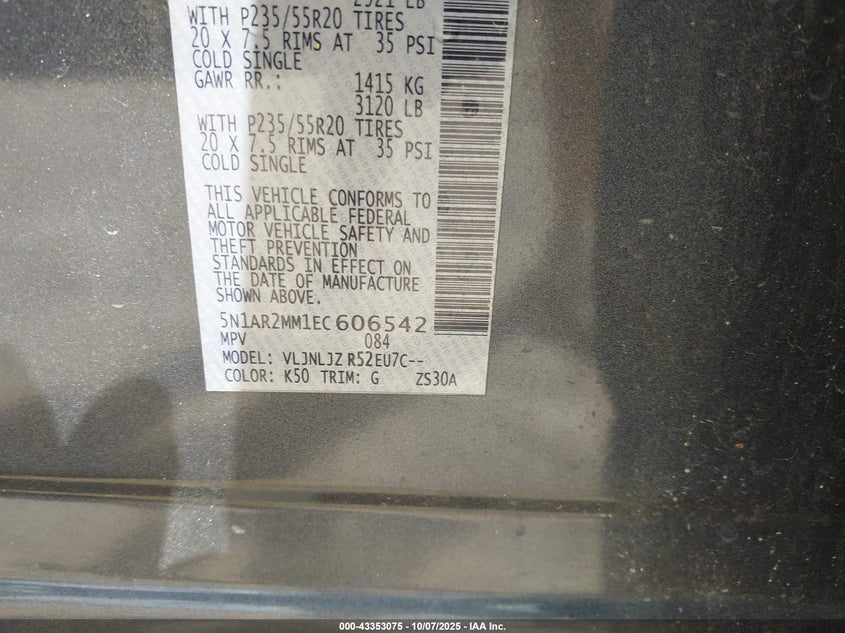 WITH P235/55R20 TIRES
20 X 7.5 RIMS AT 35 PSI
COLD SINGLE
GAWR RR.: 1415 KG
3120 LB
WITH P235/55R20 TIRES
20 X 7.5 RIMS AT 35 PSI
COLD SINGLE
THIS VEHICLE CONFORMS TO
ALL APPLICABLE FEDERAL
MOTOR VEHICLE SAFETY AND
THEFT PREVENTION
STANDARDS IN EFFECT ON
THE DATE OF MANUFACTURE
SHOWN ABOVE.
5N1AR2MM1EC606542
MPV 084
MODEL: VLJNLJZ R52EU7C--
COLOR: K50 TRIM: G ZS30A
000-43353075 - 10/07/2025 - IAA Inc.